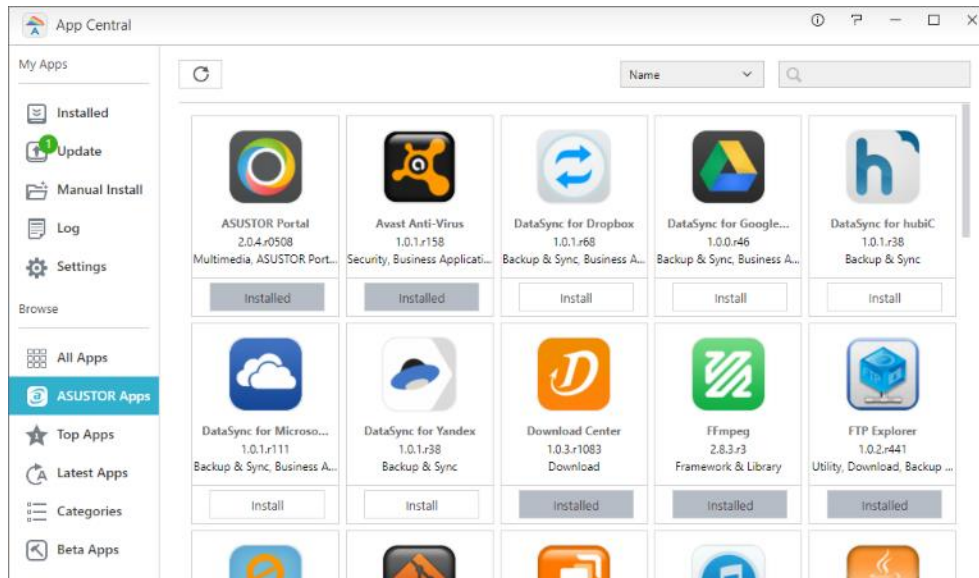 App Central
My Apps
Installed
1
Update
Manual Install
Log
Settings
Browse
All Apps
ASUSTOR Apps
Top Apps
Latest Apps
Categories
Beta Apps
Name
ASUSTOR Portal
2.0.4.r0508
Multimedia, ASUSTOR Port...
Installed
Avast Anti-Virus
1.0.1.r158
Security, Business Applicati...
Installed
DataSync for Dropbox
1.0.1.r68
Backup & Sync, Business A...
Install
DataSync for Google...
1.0.0.r46
Backup & Sync, Business A...
Install
h
DataSync for hubiC
1.0.1.r38
Backup & Sync
Install
DataSync for Microso...
1.0.1.r111
Backup & Sync, Business A...
Install
DataSync for Yandex
1.0.1.r38
Backup & Sync
Install
D
Download Center
1.0.3.r1083
Download
Installed
FFmpeg
2.8.3.r3
Framework & Library
Installed
FTP
FTP Explorer
1.0.2.r441
Utility, Download, Backup ...
Installed